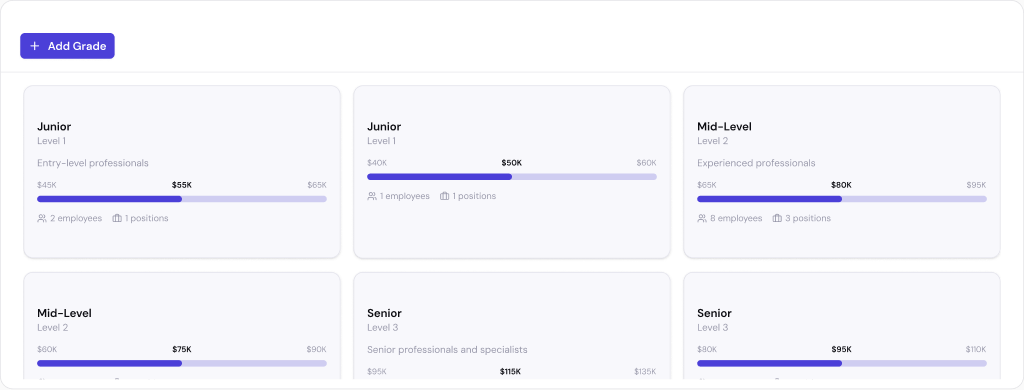 Add Grade
Junior
Level 1
Entry-level professionals
$45K $55K $65K
2 employees 1 positions
Junior
Level 1
$40K $50K $60K
1 employees 1 positions
Mid-Level
Level 2
Experienced professionals
$65K $80K $95K
8 employees 3 positions
Mid-Level
Level 2
$60K $75K $90K
Senior
Level 3
Senior professionals and specialists
$95K $115K $135K
Senior
Level 3
$80K $95K $110K